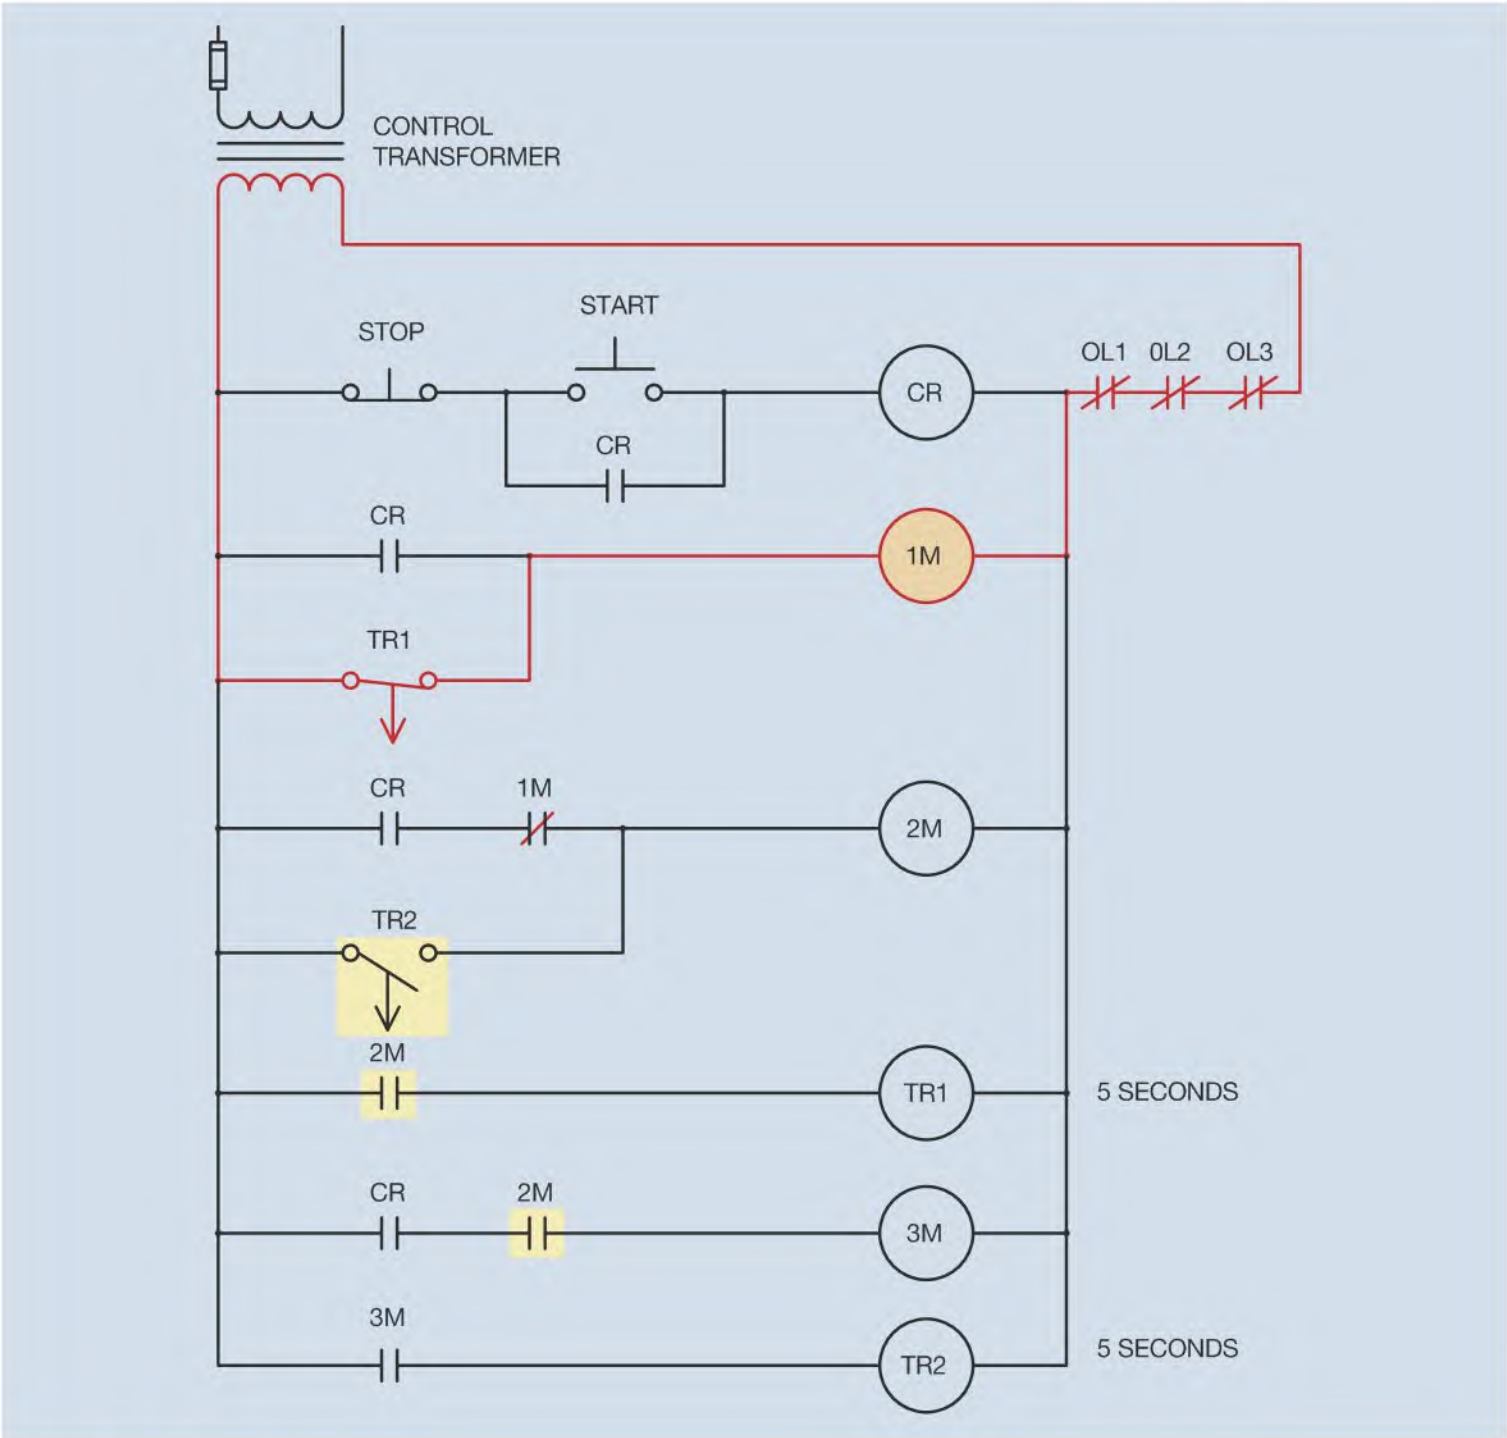 CONTROL
TRANSFORMER
START
STOP
OL1 0L2 OL3
CR
CR
CR
1M
TR1
CR 1M
2M
TR2
2M
TR1 5 SECONDS
CR 2M
3M
3M
TR2 5 SECONDS